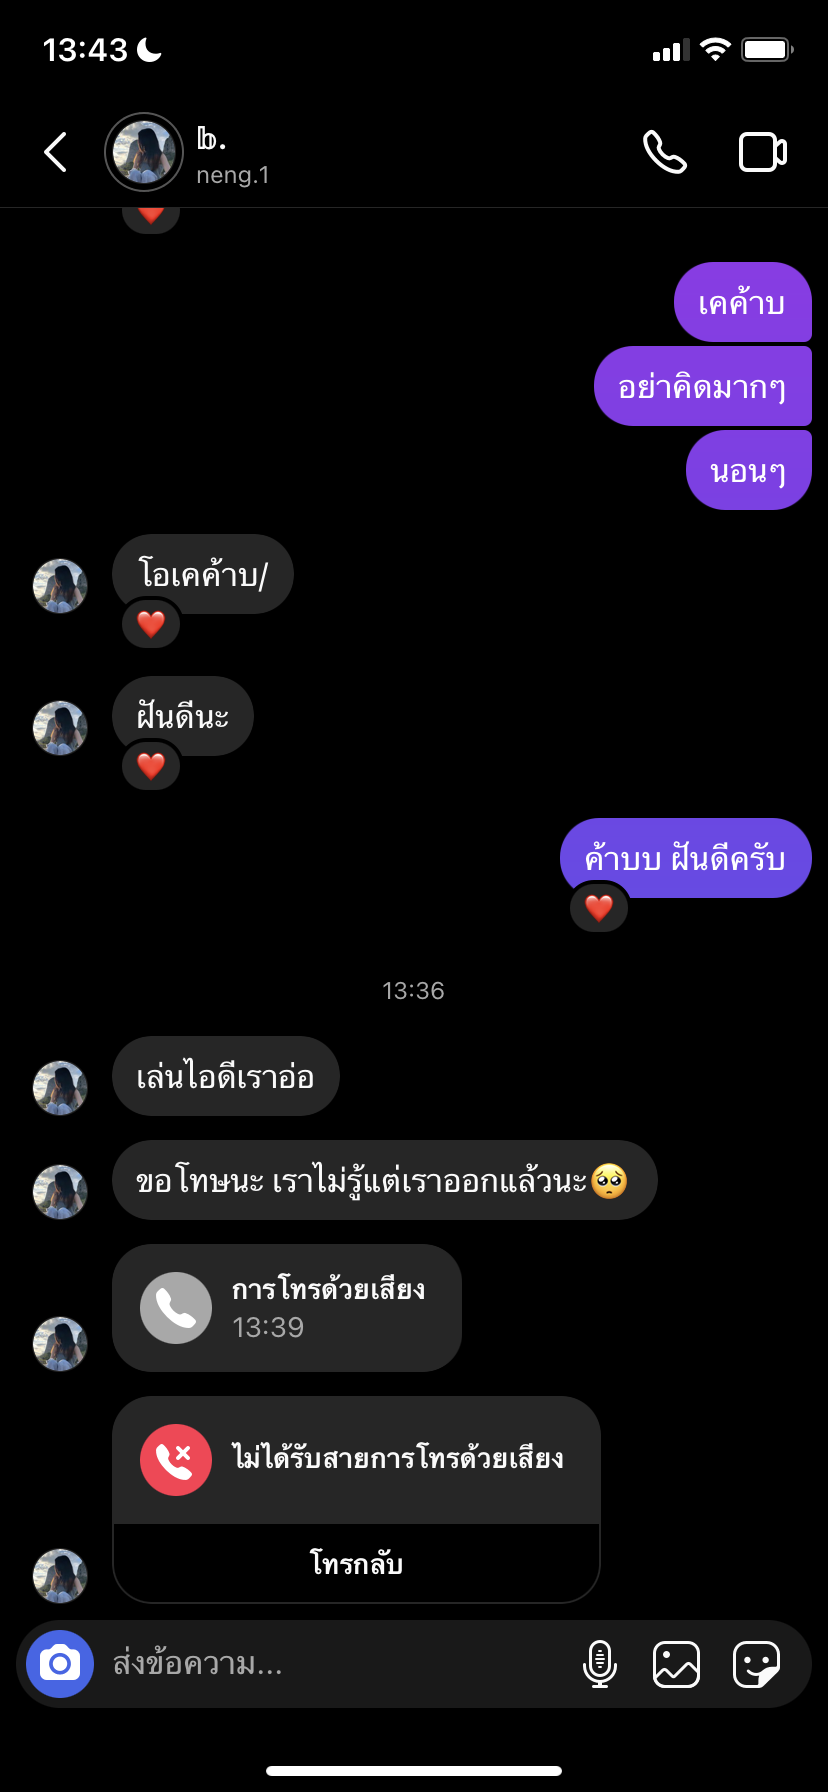 13:43
𝕓.
neng.1
เคค้าบ
อย่าคิดมากๆ
นอนๆ
โอเคค้าบ/
ฝันดีนะ
ค้าบบ ฝันดีครับ
13:36
เล่นไอดีเราอ่อ
ขอโทษนะ เราไม่รู้แต่เราออกแล้วนะ🥺
การโทรด้วยเสียง
13:39
ไม่ได้รับสายการโทรด้วยเสียง
โทรกลับ
ส่งข้อความ...